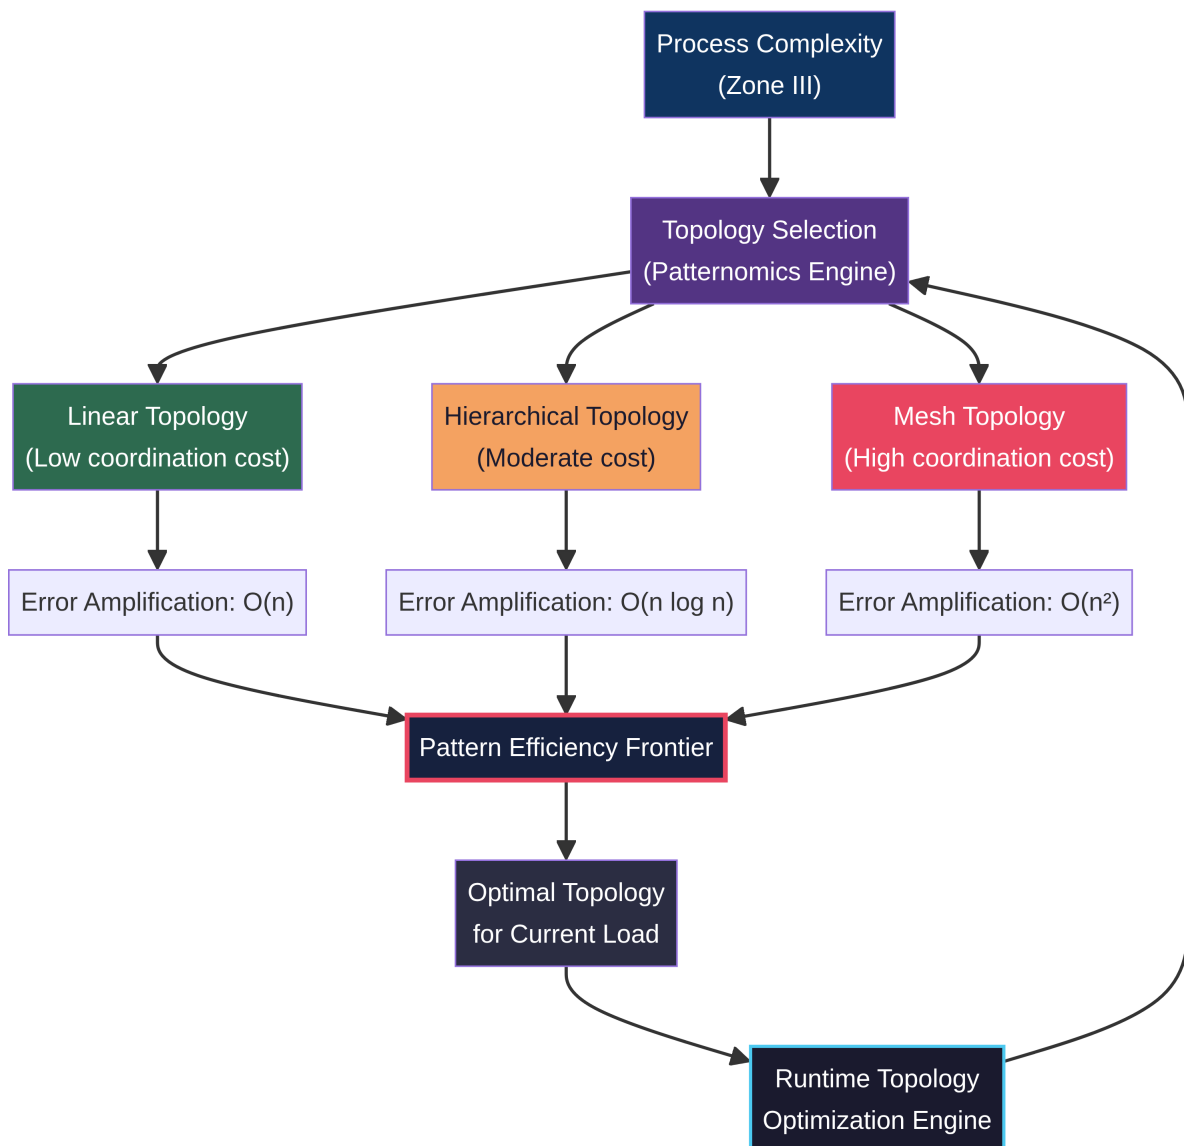 Process Complexity
(Zone III)
Topology Selection
(Patternomics Engine)
Linear Topology
(Low coordination cost)
Hierarchical Topology
(Moderate cost)
Mesh Topology
(High coordination cost)
Error Amplification: O(n)
Error Amplification: O(n log n)
Error Amplification: O(n²)
Pattern Efficiency Frontier
Optimal Topology
for Current Load
Runtime Topology
Optimization Engine